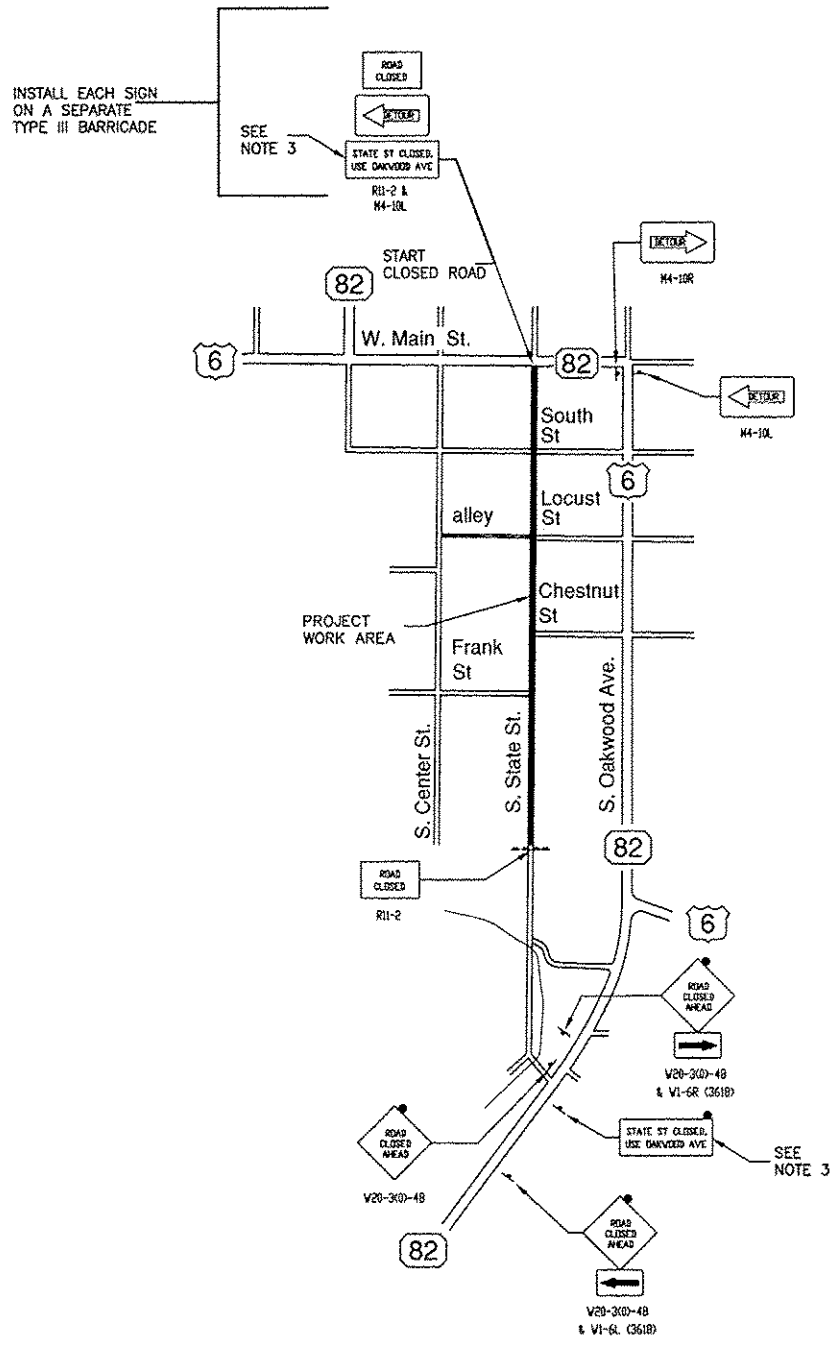 INSTALL EACH SIGN
ON A SEPARATE
TYPE III BARRICADE
ROAD
CLOSED
DETOUR
SEE
NOTE 3
STATE ST CLOSED,
USE OAKWOOD AVE
R11-2 &
M4-10L
START
CLOSED ROAD
DETOUR
M4-10R
82
W. Main St.
6
82
DETOUR
M4-10L
South
St
6
alley
Locust
St
PROJECT
WORK AREA
Chestnut
St
Frank
St
S. Center St.
S. State St.
S. Oakwood Ave.
82
ROAD
CLOSED
R11-2
6
ROAD
CLOSED
AHEAD
W20-3(O)-48
& W1-6R (3618)
ROAD
CLOSED
AHEAD
W20-3(O)-48
STATE ST CLOSED,
USE OAKWOOD AVE
SEE
NOTE 3
82
ROAD
CLOSED
AHEAD
W20-3(O)-48
& W1-6L (3618)